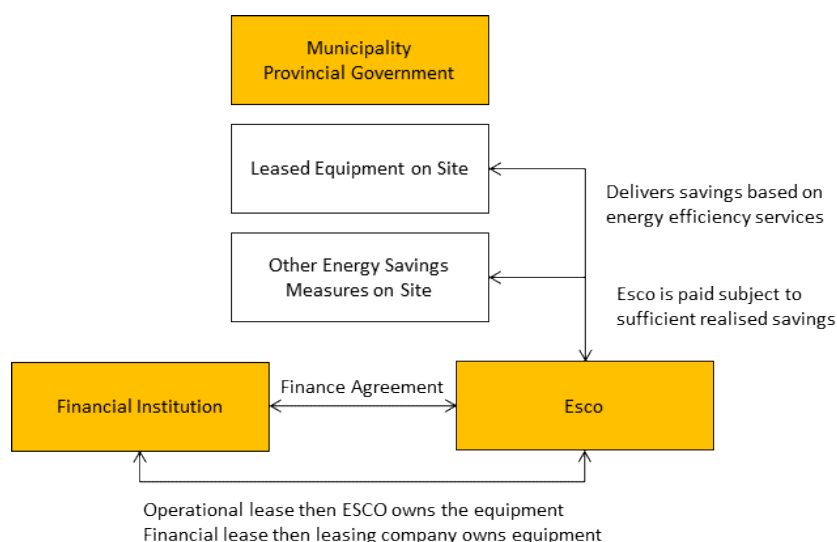 Municipality
Provincial Government
Leased Equipment on Site
Delivers savings based on
energy efficiency services
Other Energy Savings
Measures on Site
Esco is paid subject to
sufficient realised savings
Financial Institution
Finance Agreement
Esco
Operational lease then ESCO owns the equipment
Financial lease then leasing company owns equipment